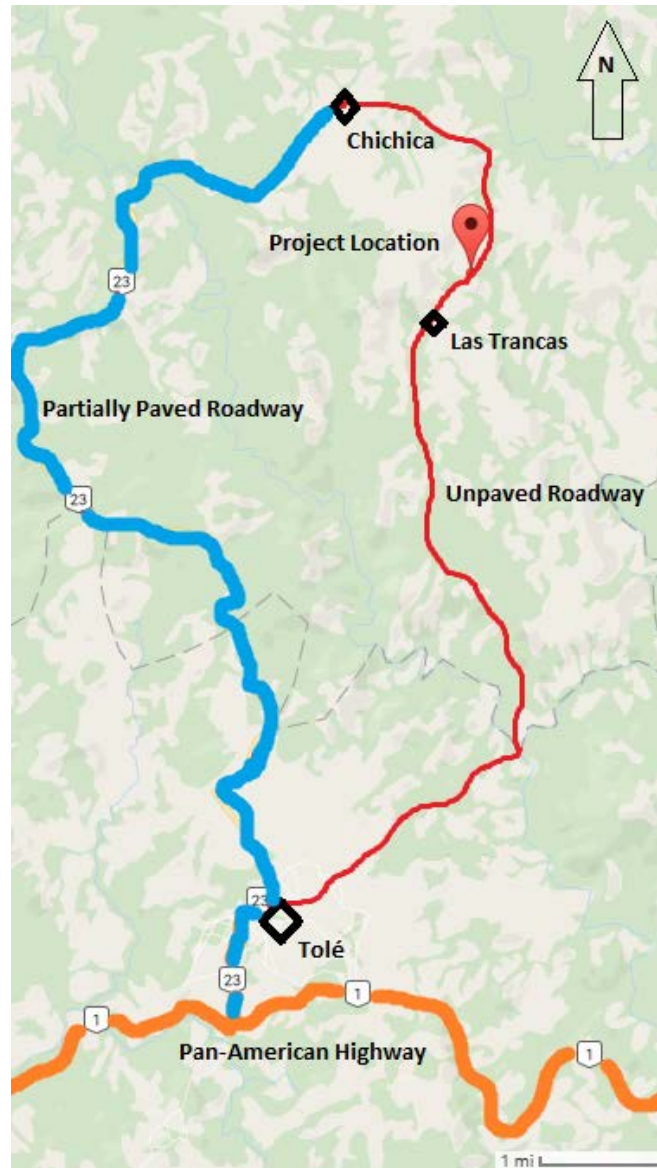 N
Chichica
Project Location
23
Las Trancas
Partially Paved Roadway
23
Unpaved Roadway
23
Tolé
23
1
1
Pan-American Highway
1
1 mi